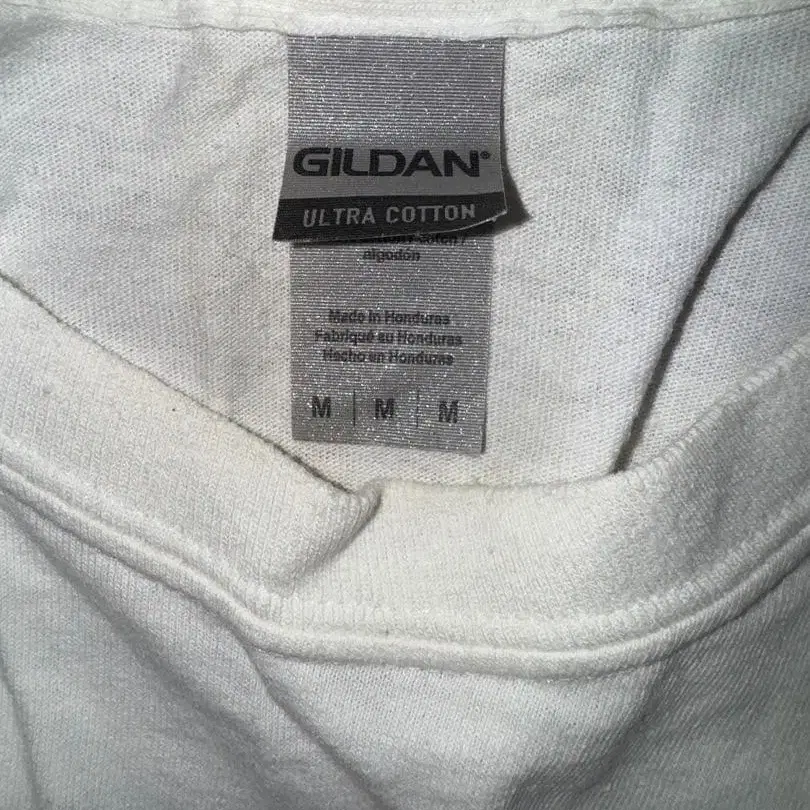 GILDAN®
ULTRA COTTON
algodón
Made in Honduras
Fabriqué au Honduras
Hecho en Honduras
M | M | M